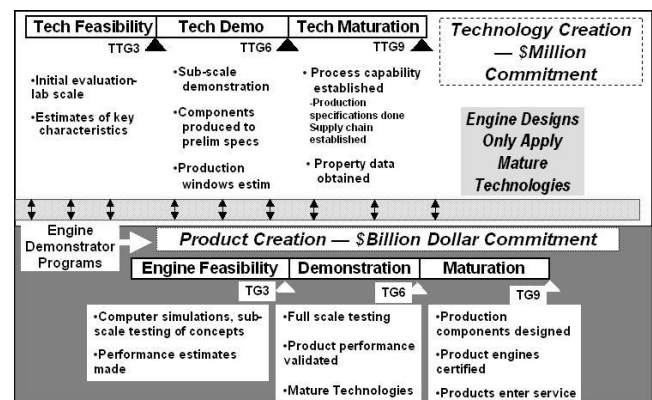 Tech Feasibility
Tech Demo
Tech Maturation
TTG3
TTG6
TTG9
Technology Creation
— $Million
Commitment
•Initial evaluation-
lab scale
•Estimates of key
characteristics
•Sub-scale
demonstration
•Components
produced to
prelim specs
•Production
windows estim
• Process capability
established
-Production
specifications done
Supply chain
established
• Property data
obtained
Engine Designs
Only Apply
Mature
Technologies
Engine
Demonstrator
Programs
Product Creation — $Billion Dollar Commitment
Engine Feasibility
Demonstration
Maturation
TG3
TG6
TG9
•Computer simulations, sub-
scale testing of concepts
•Performance estimates
made
•Full scale testing
•Product performance
validated
•Mature Technologies
•Production
components designed
•Product engines
certified
•Products enter service